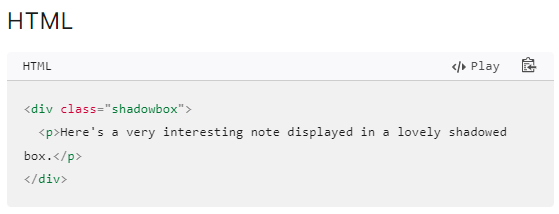 HTML
HTML
Play
<div class="shadowbox">
  <p>Here's a very interesting note displayed in a lovely shadowed
box.</p>
</div>